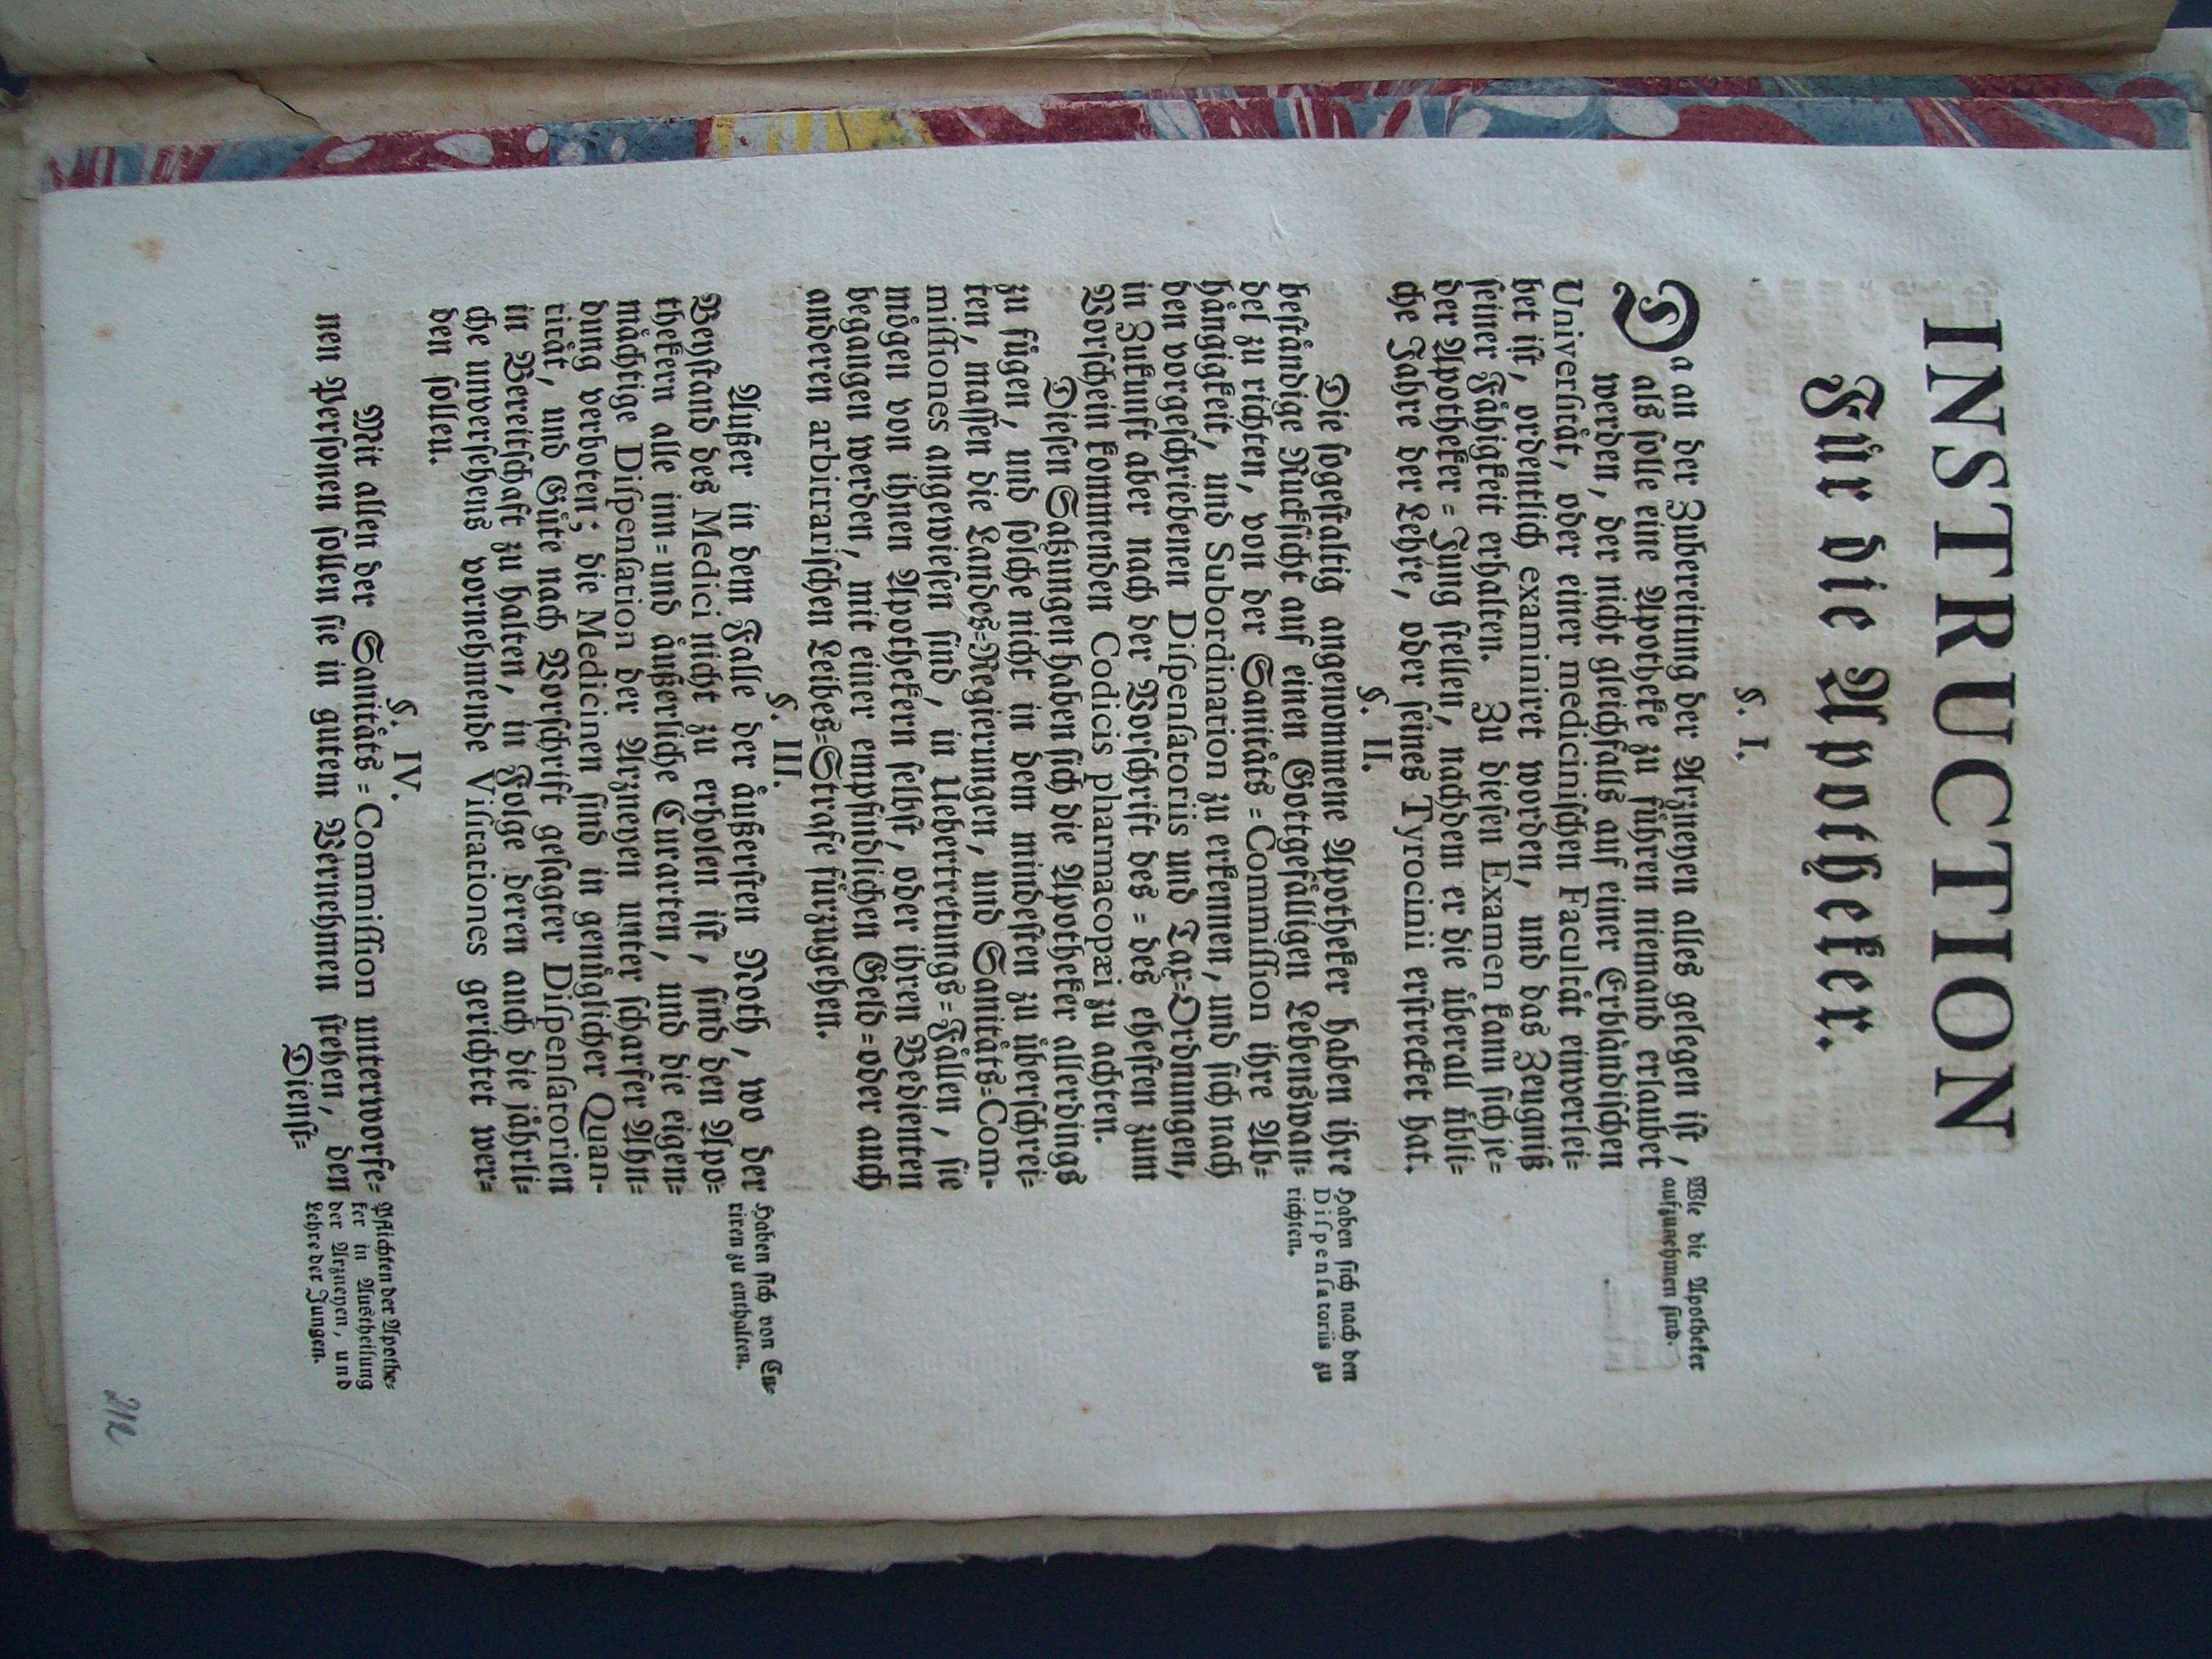 INSTRUCTION
Für die Apotheker.
§. I.
Da an der Zubereitung der Arzneyen alles gelegen ist,
als solle eine Apotheke zu führen niemand erlaubet
werden, der nicht gleichfalls auf einer Erbländischen
Universität, oder einer medicinischen Facultät einverlei-
bet ist, ordentlich examiniret worden, und das Zeugniß
seiner Fähigkeit erhalten. Zu diesen Examen kann sich je-
der Apotheker-Jung stellen, nachdem er die überall übli-
che Jahre der Lehre, oder seines Tyrocinii erstrecket hat.
Wie die Apotheker
aufzunehmen sind.
§. II.
Die sogestaltig angenommene Apotheker haben ihre
beständige Rucksicht auf einen Gottgefälligen Lebenswan-
del zu richten, von der Sanitäts-Commission ihre Ab-
hängigkeit, und Subordination zu erkennen, und sich nach
den vorgeschriebenen Dispensatoriis und Tax-Ordnungen,
in Zukunft aber nach der Vorschrift des - des ehesten zum
Vorschein kommenden Codicis pharmacopæi zu achten.
Haben sich nach den
Dispensatoriis zu
richten.
Diesen Satzungen haben sich die Apotheker allerdings
zu fügen, und solche nicht in dem mindesten zu überschrei-
ten, massen die Landes-Regierungen, und Sanitäts-Com-
missiones angewiesen sind, in Uebertretungs-Fällen, sie
mögen von ihnen Apothekern selbst, oder ihren Bedienten
begangen werden, mit einer empfindlichen Geld- oder auch
anderen arbitrarischen Leibes-Strafe fürzugehen.
§. III.
Außer in dem Falle der äußersten Noth, wo der
Beystand des Medici nicht zu erholen ist, sind den Apo-
thekern alle inn- und äußerliche Curarten, und die eigen-
mächtige Dispensation der Arzneyen unter scharfer Ahn-
dung verboten; die Medicinen sind in genüglicher Quan-
titât, und Güte nach Vorschrift gesagter Dispensatorien
in Bereitschaft zu halten, in Folge deren auch die jährli-
che unversehens vornehmende Visitationes gerichtet wer-
den sollen.
Haben sich von Cu-
riren zu enthalten.
§. IV.
Mit allen der Sanitäts-Commission unterworfe-
nen Personen sollen sie in gutem Vernehmen stehen, den
Dienst-
Pflichten der Apothe-
ker in Austheilung
der Arzneyen, und
Lehre der Jungen.
212